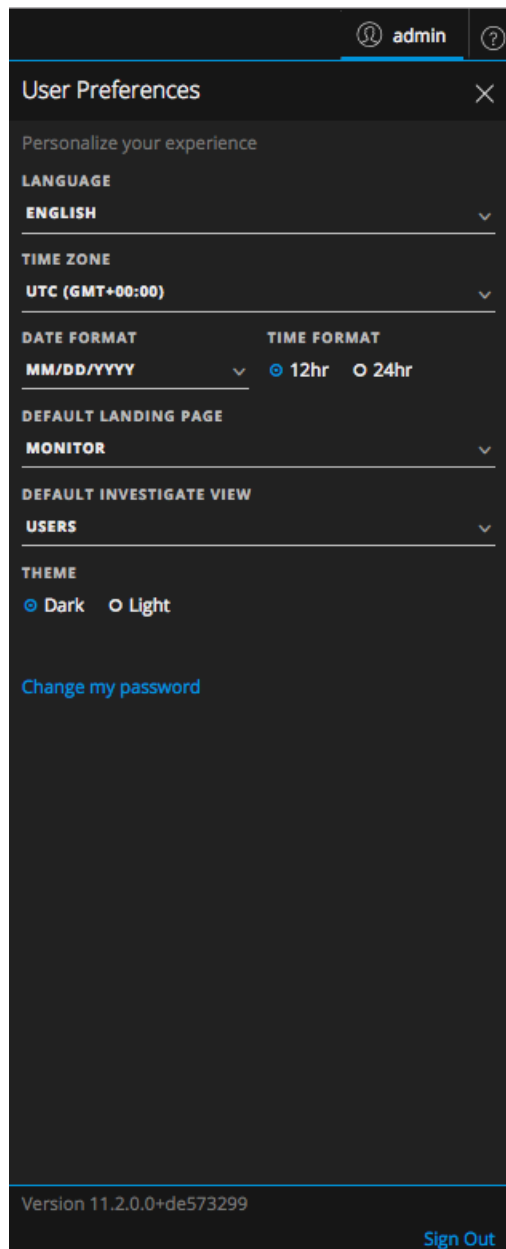 admin ?
User Preferences
Personalize your experience
LANGUAGE
ENGLISH
TIME ZONE
UTC (GMT+00:00)
DATE FORMAT TIME FORMAT
MM/DD/YYYY 12hr 24hr
DEFAULT LANDING PAGE
MONITOR
DEFAULT INVESTIGATE VIEW
USERS
THEME
Dark Light
Change my password
Version 11.2.0.0+de573299
Sign Out